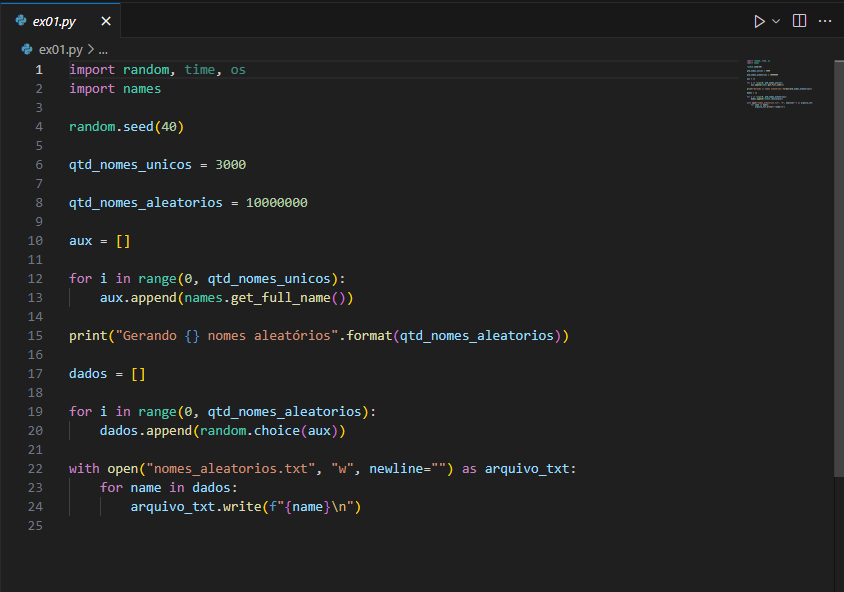 ex01.py
ex01.py > ...
1 import random, time, os
2 import names
3
4 random.seed(40)
5
6 qtd_nomes_unicos = 3000
7
8 qtd_nomes_aleatorios = 10000000
9
10 aux = []
11
12 for i in range(0, qtd_nomes_unicos):
13     aux.append(names.get_full_name())
14
15 print("Gerando {} nomes aleatórios".format(qtd_nomes_aleatorios))
16
17 dados = []
18
19 for i in range(0, qtd_nomes_aleatorios):
20     dados.append(random.choice(aux))
21
22 with open("nomes_aleatorios.txt", "w", newline="") as arquivo_txt:
23     for name in dados:
24         arquivo_txt.write(f"{name}\n")
25